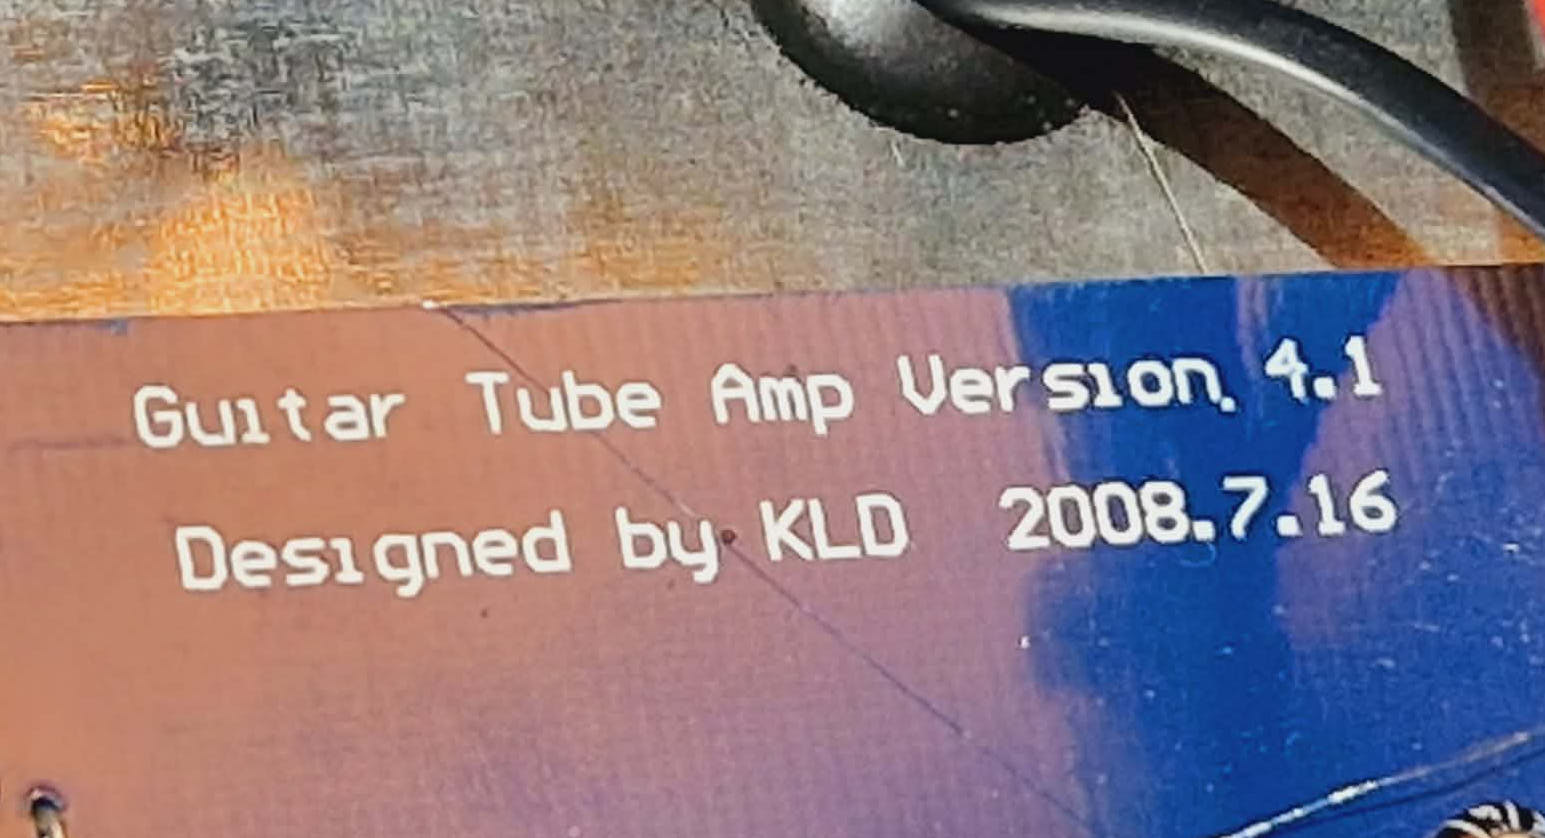 Guitar Tube Amp Version. 4.1
Designed by KLD 2008.7.16